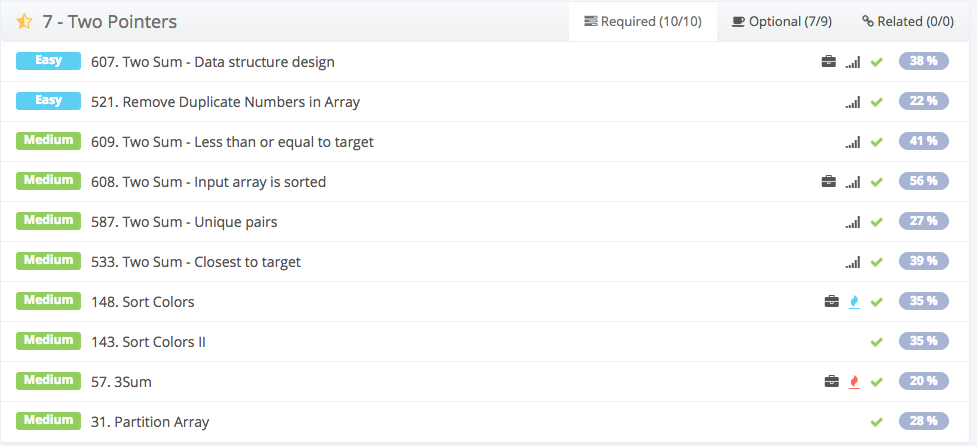 7 - Two Pointers Required (10/10) Optional (7/9) Related (0/0)
Easy 607. Two Sum - Data structure design 38 %
Easy 521. Remove Duplicate Numbers in Array 22 %
Medium 609. Two Sum - Less than or equal to target 41 %
Medium 608. Two Sum - Input array is sorted 56 %
Medium 587. Two Sum - Unique pairs 27 %
Medium 533. Two Sum - Closest to target 39 %
Medium 148. Sort Colors 35 %
Medium 143. Sort Colors II 35 %
Medium 57. 3Sum 20 %
Medium 31. Partition Array 28 %